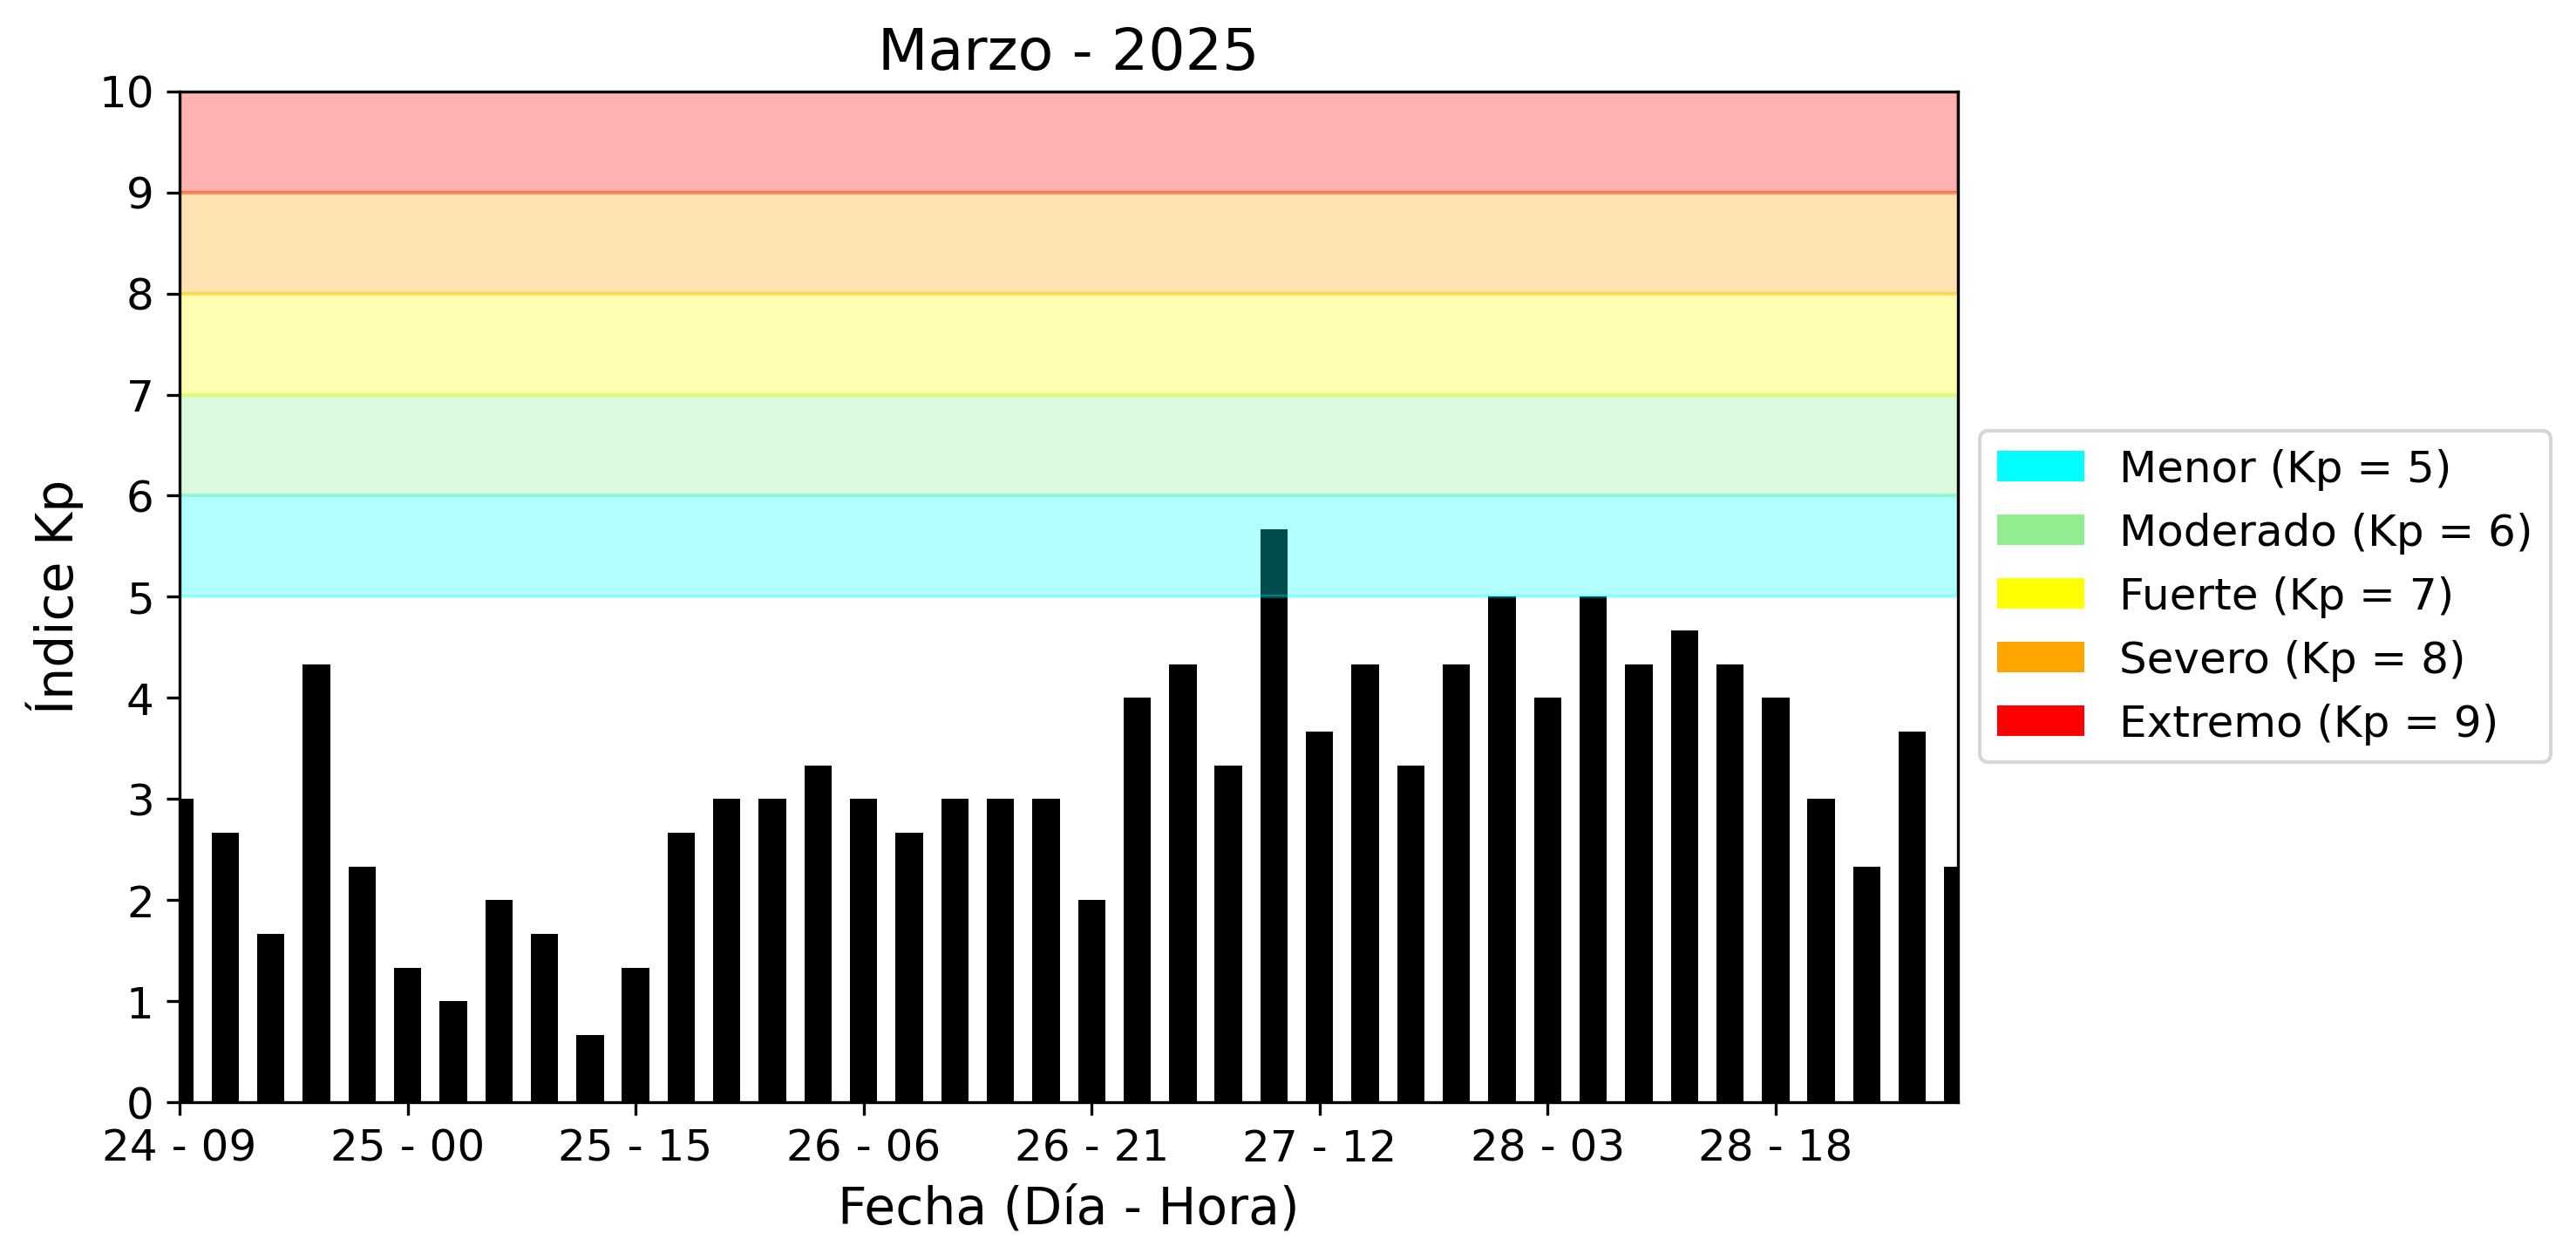 Marzo - 2025
10
9
8
7
6
5
4
3
2
1
0
Índice Kp
24 - 09
25 - 00
25 - 15
26 - 06
26 - 21
27 - 12
28 - 03
28 - 18
Fecha (Día - Hora)
Menor (Kp = 5)
Moderado (Kp = 6)
Fuerte (Kp = 7)
Severo (Kp = 8)
Extremo (Kp = 9)